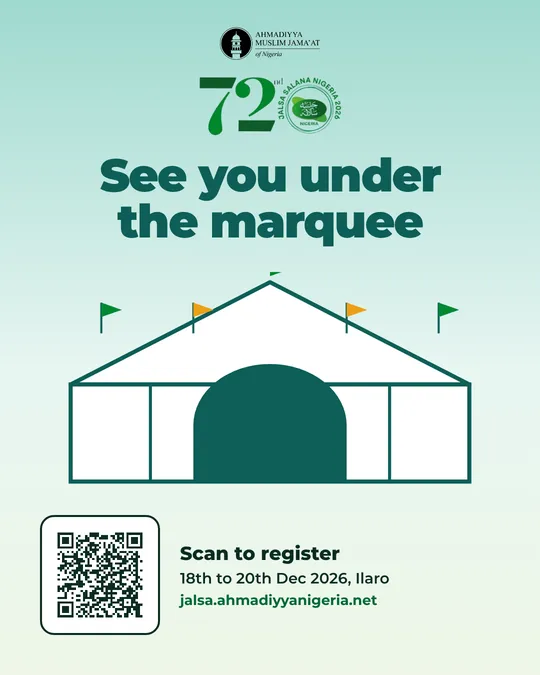 AHMADIYYA
MUSLIM JAMA'AT
of Nigeria
72nd
JALSA SALANA NIGERIA 2026
NIGERIA
See you under
the marquee
Scan to register
18th to 20th Dec 2026, Ilaro
jalsa.ahmadiyyanigeria.net